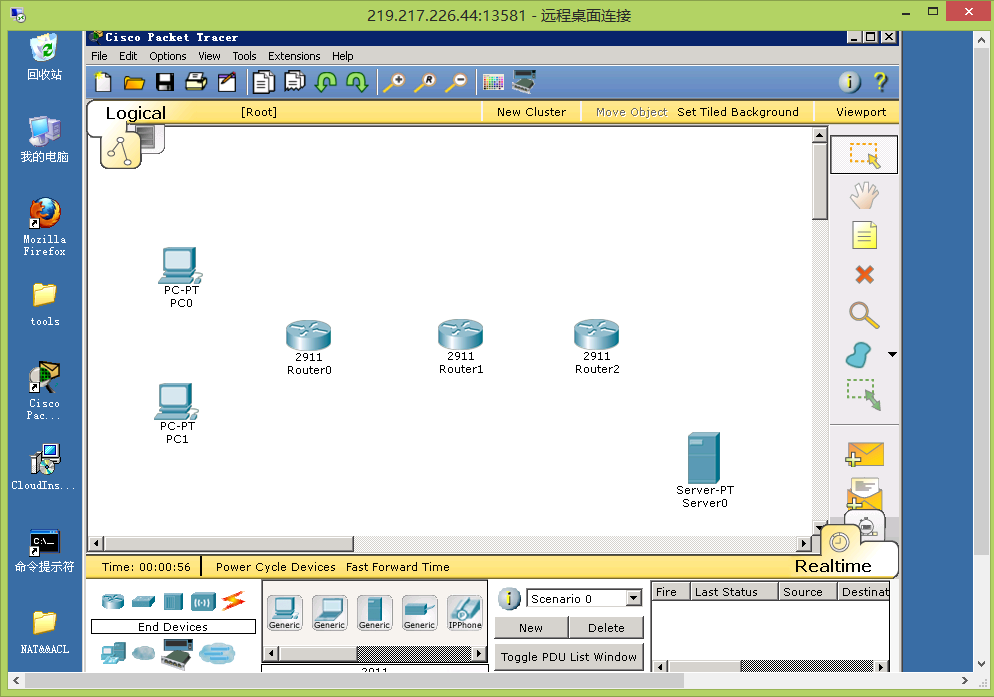 219.217.226.44:13581 - 远程桌面连接
Cisco Packet Tracer
File Edit Options View Tools Extensions Help
回收站
我的电脑
Mozilla
Firefox
tools
Cisco
Pac...
CloudIns...
命令提示符
NAT&&ACL
Logical
[Root]
New Cluster
Move Object
Set Tiled Background
Viewport
PC-PT
PC0
2911
Router0
2911
Router1
2911
Router2
PC-PT
PC1
Server-PT
Server0
Time: 00:00:56
Power Cycle Devices Fast Forward Time
Realtime
End Devices
Generic
Generic
Generic
Generic
IPPhone
2911
Scenario 0
New
Delete
Toggle PDU List Window
Fire
Last Status
Source
Destinat